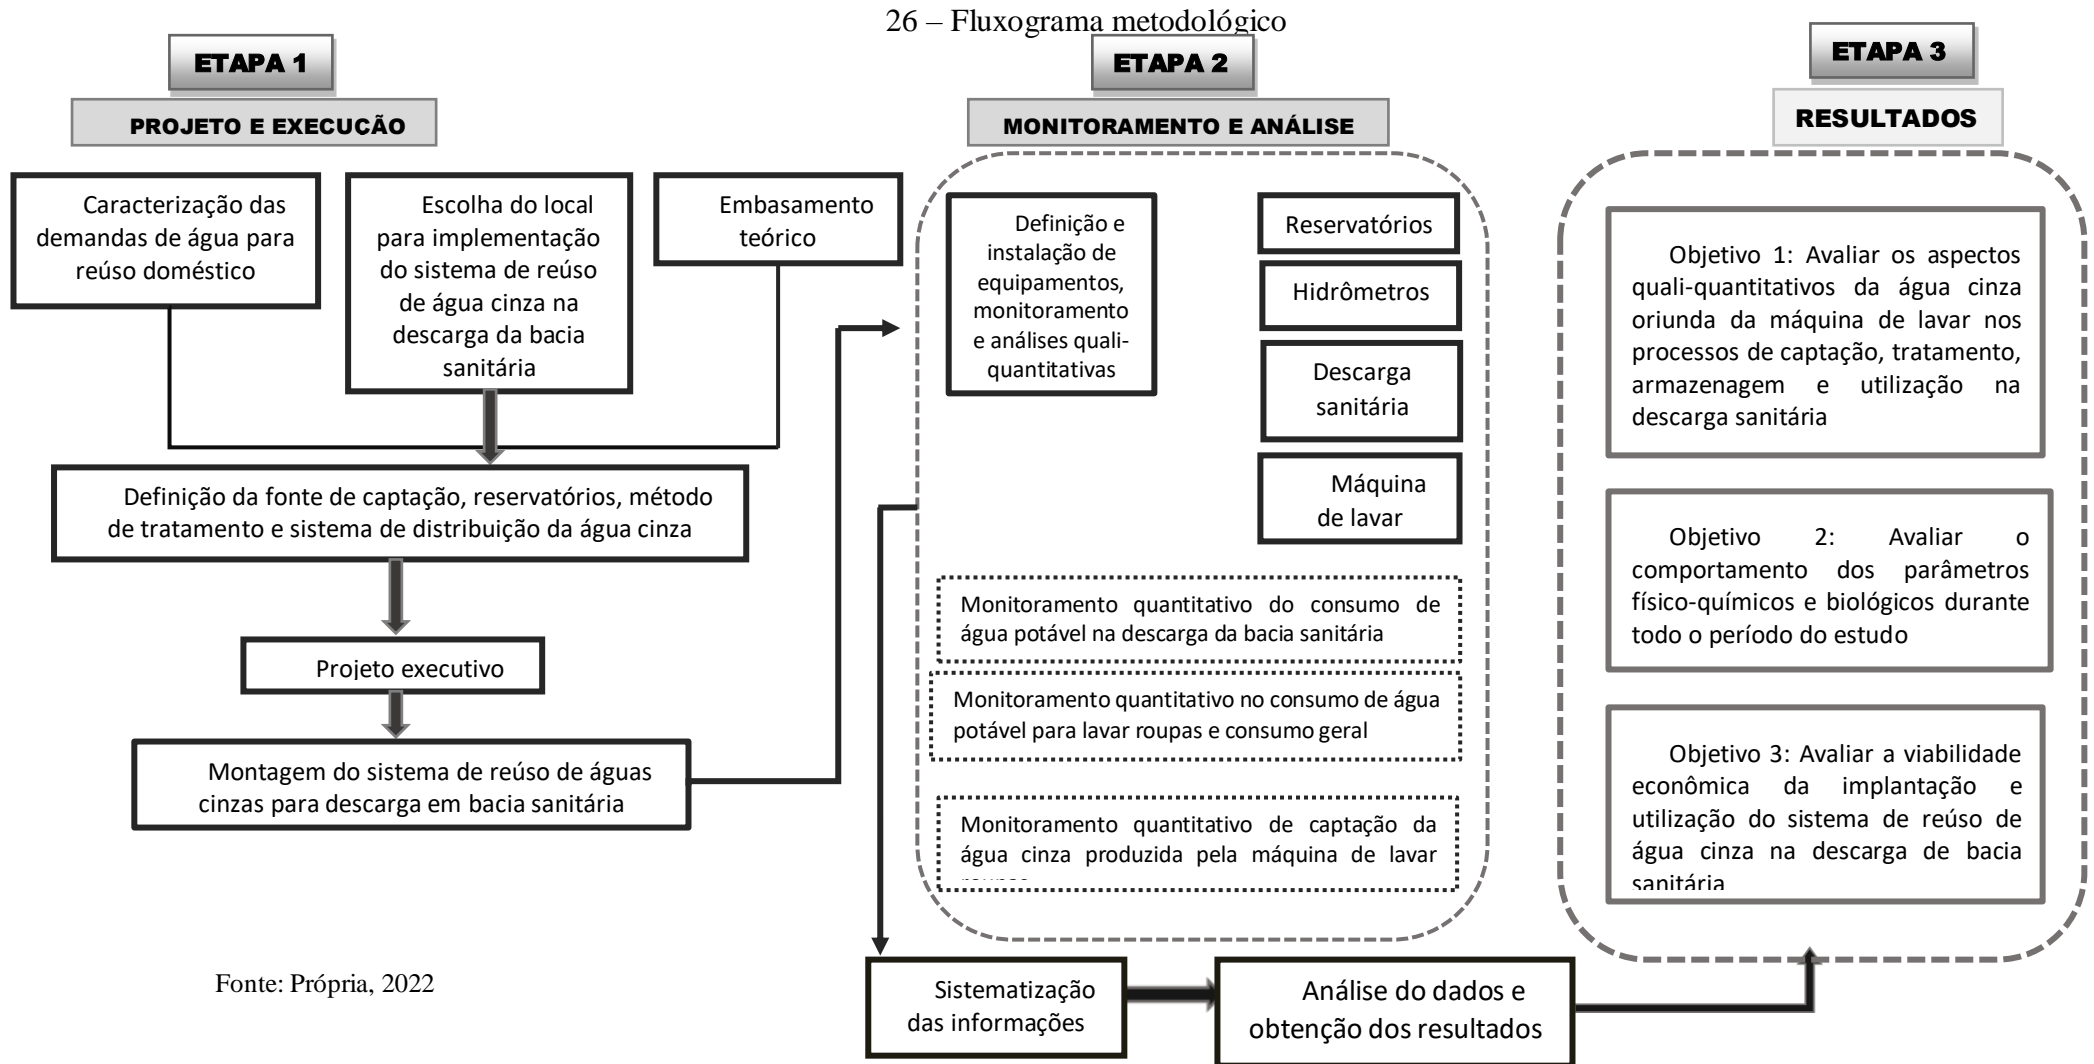 26 – Fluxograma metodológico
ETAPA 1
PROJETO E EXECUÇÃO
Caracterização das
demandas de água para
reúso doméstico
Escolha do local
para implementação
do sistema de reúso
de água cinza na
descarga da bacia
sanitária
Embasamento
teórico
Definição da fonte de captação, reservatórios, método
de tratamento e sistema de distribuição da água cinza
Projeto executivo
Montagem do sistema de reúso de águas
cinzas para descarga em bacia sanitária
ETAPA 2
MONITORAMENTO E ANÁLISE
Definição e
instalação de
equipamentos,
monitoramento
e análises quali-
quantitativas
Reservatórios
Hidrômetros
Descarga
sanitária
Máquina
de lavar
Monitoramento quantitativo do consumo de
água potável na descarga da bacia sanitária
Monitoramento quantitativo no consumo de água
potável para lavar roupas e consumo geral
Monitoramento quantitativo de captação da
água cinza produzida pela máquina de lavar
Sistematização
das informações
Análise do dados e
obtenção dos resultados
ETAPA 3
RESULTADOS
Objetivo 1: Avaliar os aspectos
quali-quantitativos da água cinza
oriunda da máquina de lavar nos
processos de captação, tratamento,
armazenagem e utilização na
descarga sanitária
Objetivo 2: Avaliar o
comportamento dos parâmetros
físico-químicos e biológicos durante
todo o período do estudo
Objetivo 3: Avaliar a viabilidade
econômica da implantação e
utilização do sistema de reúso de
água cinza na descarga de bacia
sanitária
Fonte: Própria, 2022